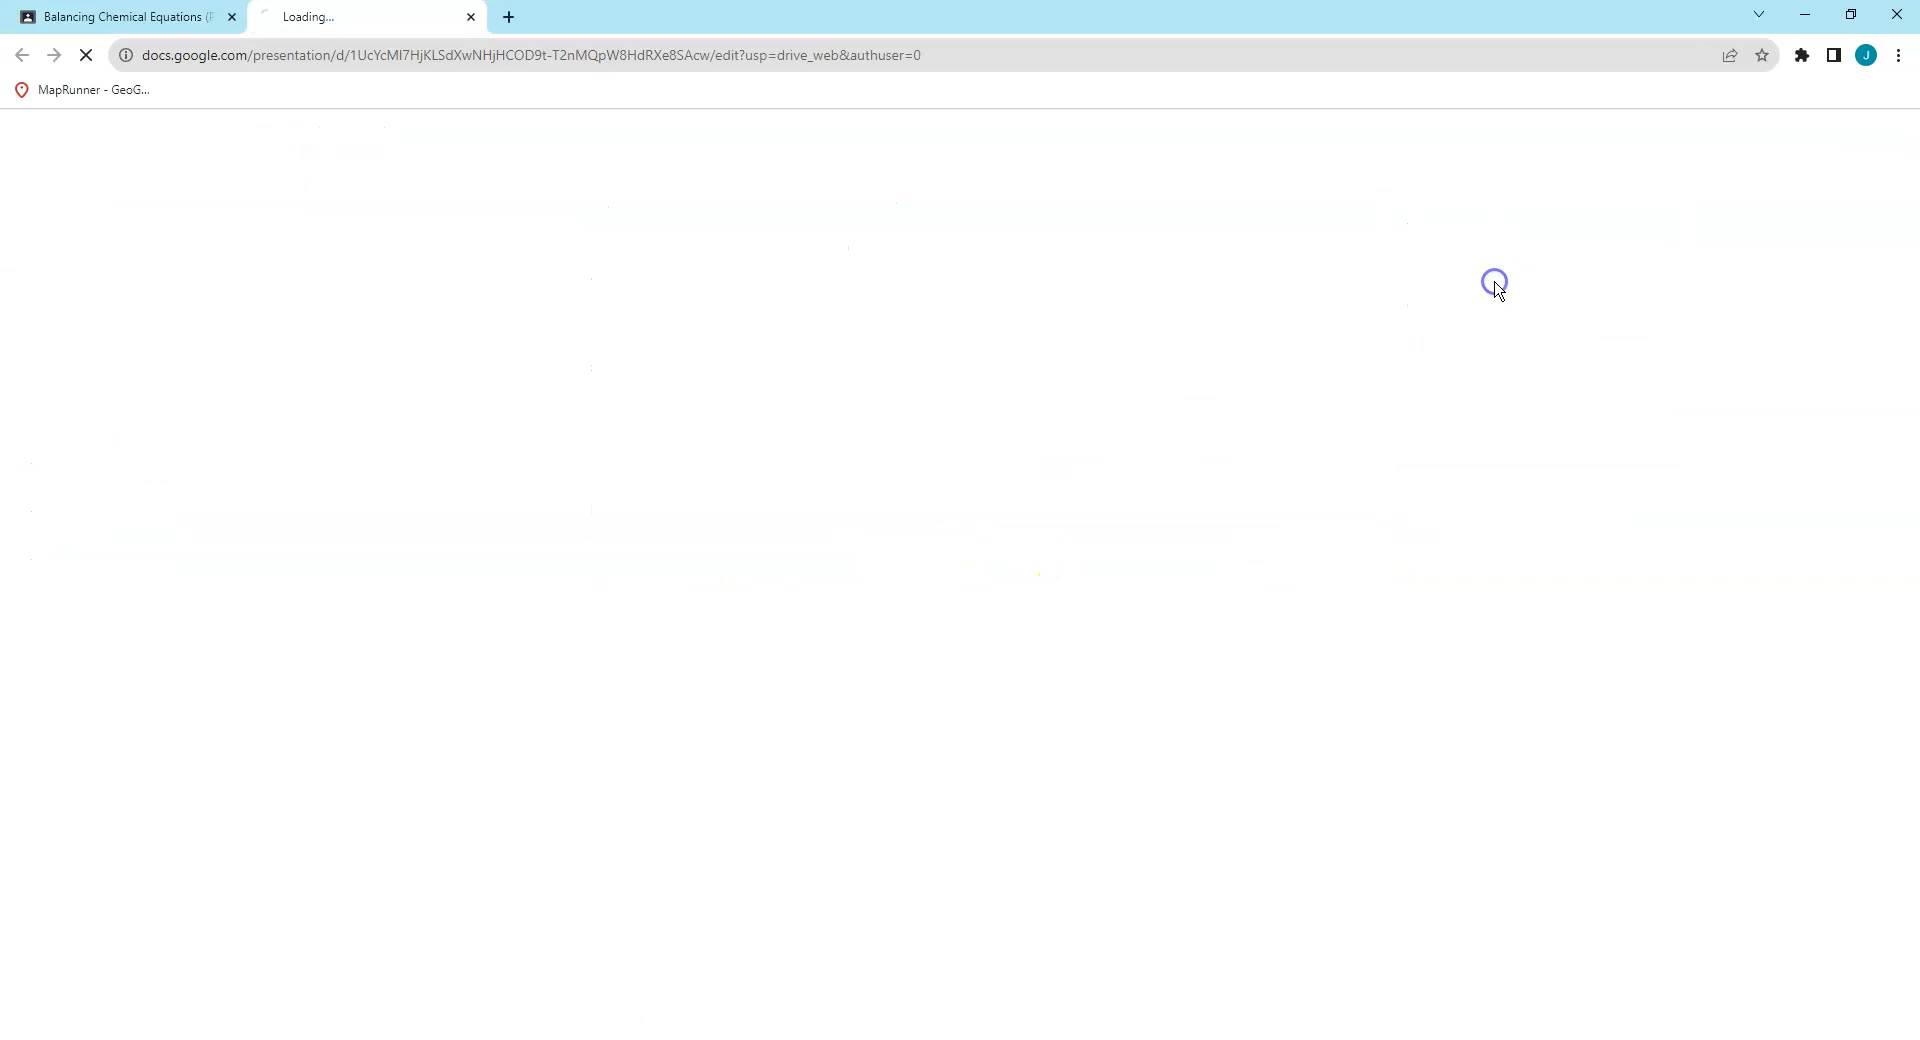 Balancing Chemical Equations (
Loading...
docs.google.com/presentation/d/1UcYcMI7HjKLSdXwNHjHCOD9t-T2nMQpW8HdRXe8SAcw/edit?usp=drive_web&authuser=0
J
MapRunner - GeoG...